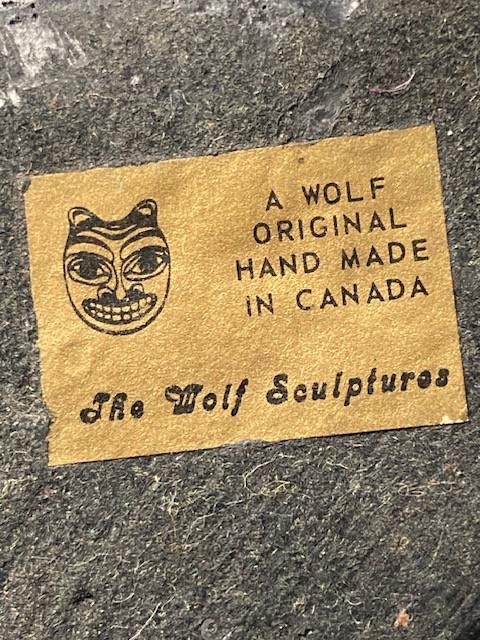 A WOLF
ORIGINAL
HAND MADE
IN CANADA
The Wolf Sculptures